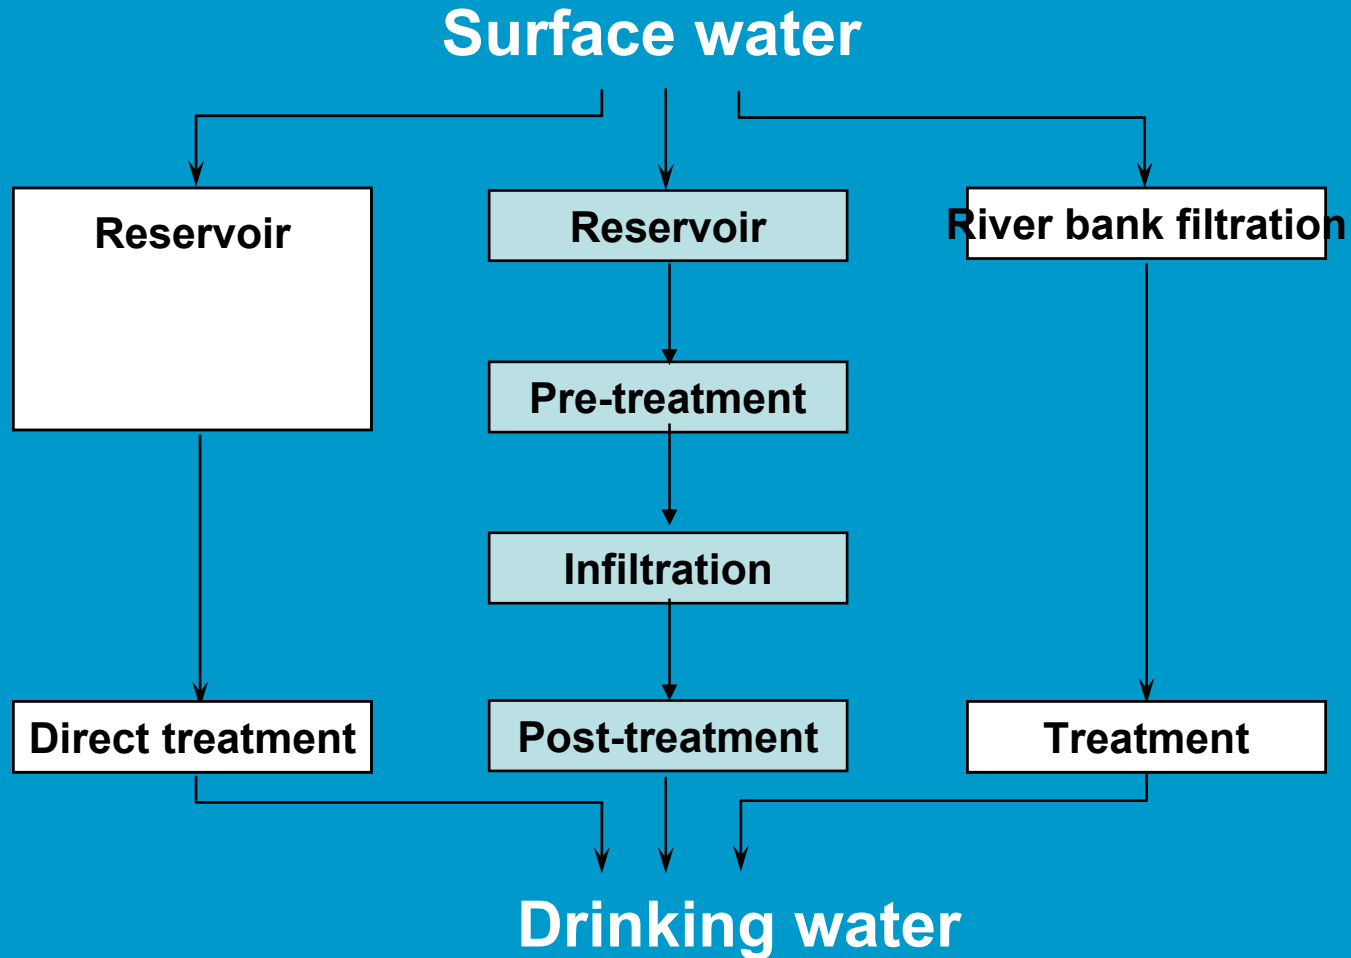 Surface water
Reservoir
Reservoir
River bank filtration
Pre-treatment
Infiltration
Direct treatment
Post-treatment
Treatment
Drinking water